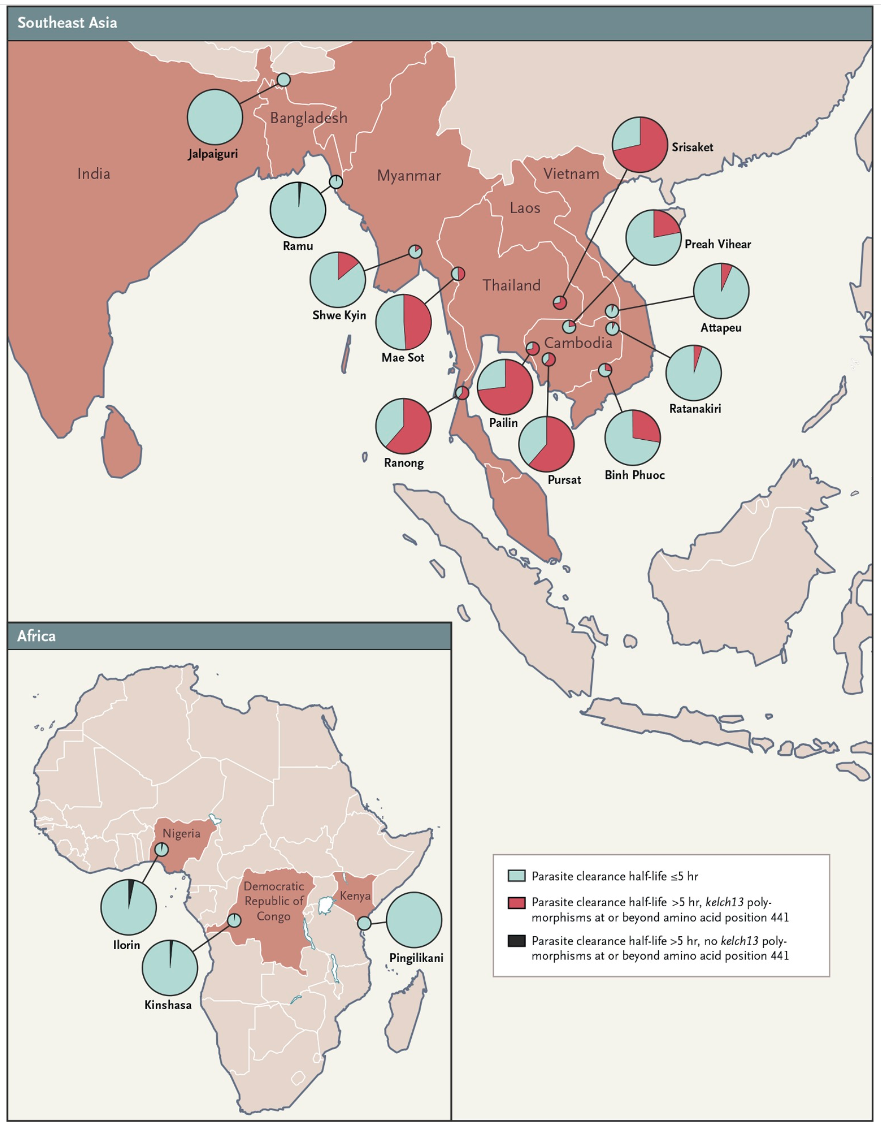 Southeast Asia
India
Bangladesh
Myanmar
Vietnam
Laos
Thailand
Cambodia
Jalpaiguri
Ramu
Shwe Kyin
Mae Sot
Ranong
Pailin
Pursat
Binh Phuoc
Ratanakiri
Attapeu
Preah Vihear
Srisaket
Africa
Nigeria
Democratic
Republic of
Congo
Kenya
Ilorin
Kinshasa
Pingilikani
Parasite clearance half-life ≤5 hr
Parasite clearance half-life >5 hr, kelch13 poly-
morphisms at or beyond amino acid position 441
Parasite clearance half-life >5 hr, no kelch13 poly-
morphisms at or beyond amino acid position 441